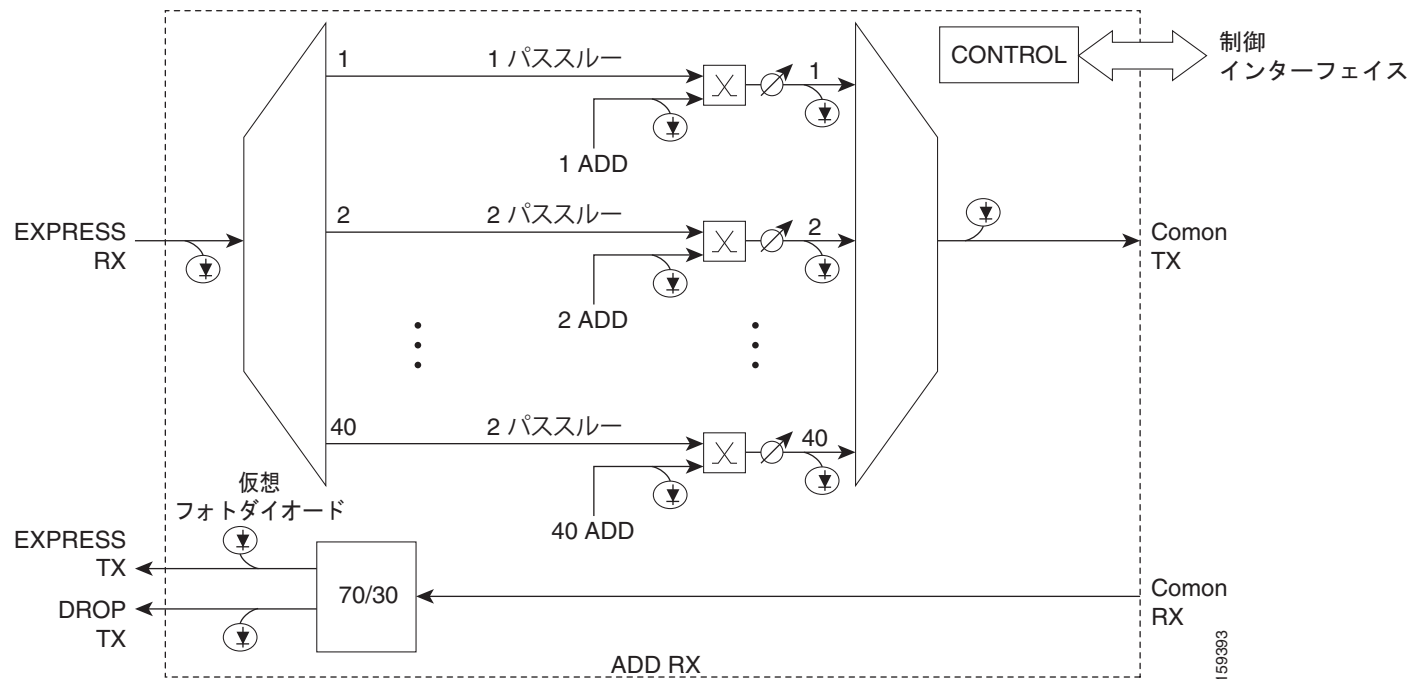 CONTROL
制御
インターフェイス
1
1 パススルー
1
1 ADD
2
2 パススルー
2
EXPRESS
RX
Comon
TX
2 ADD
40
2 パススルー
40
仮想
フォトダイオード
40 ADD
EXPRESS
TX
70/30
Comon
RX
DROP
TX
ADD RX
159393